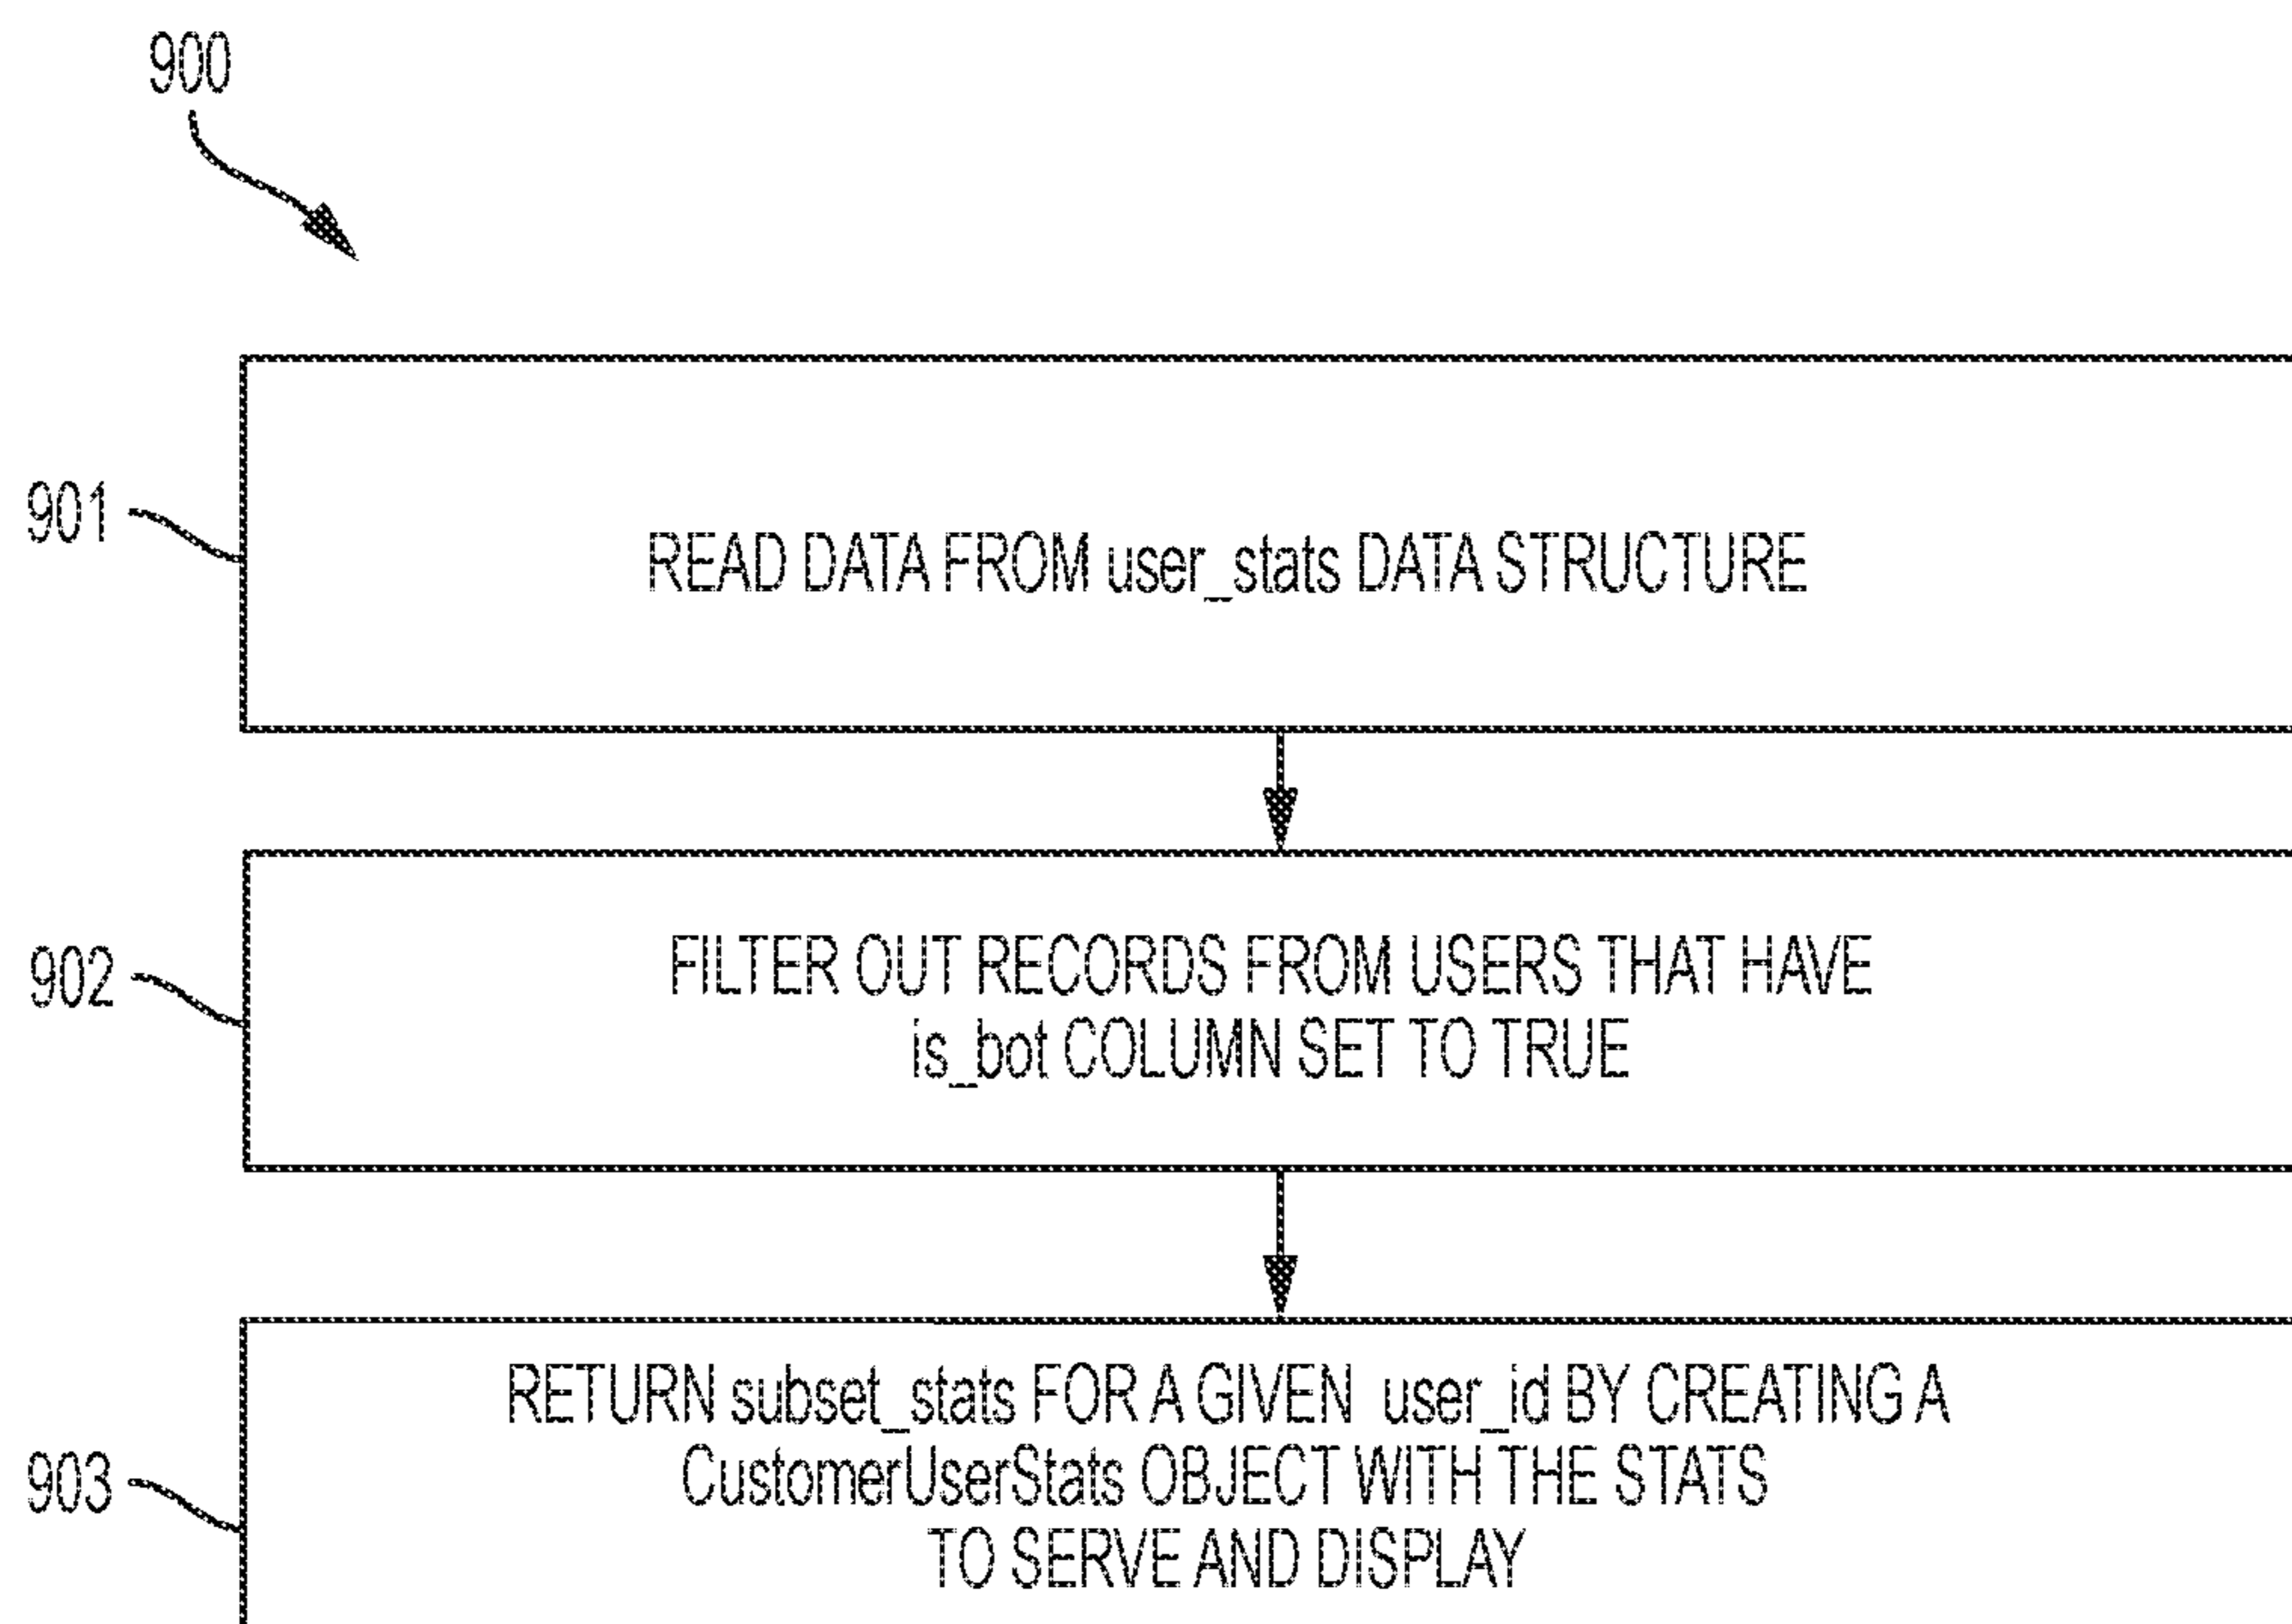 900
901
READ DATA FROM user_stats DATA STRUCTURE
902
FILTER OUT RECORDS FROM USERS THAT HAVE
is_bot COLUMN SET TO TRUE
903
RETURN subset_stats FOR A GIVEN user_id BY CREATING A
CustomerUserStats OBJECT WITH THE STATS
TO SERVE AND DISPLAY